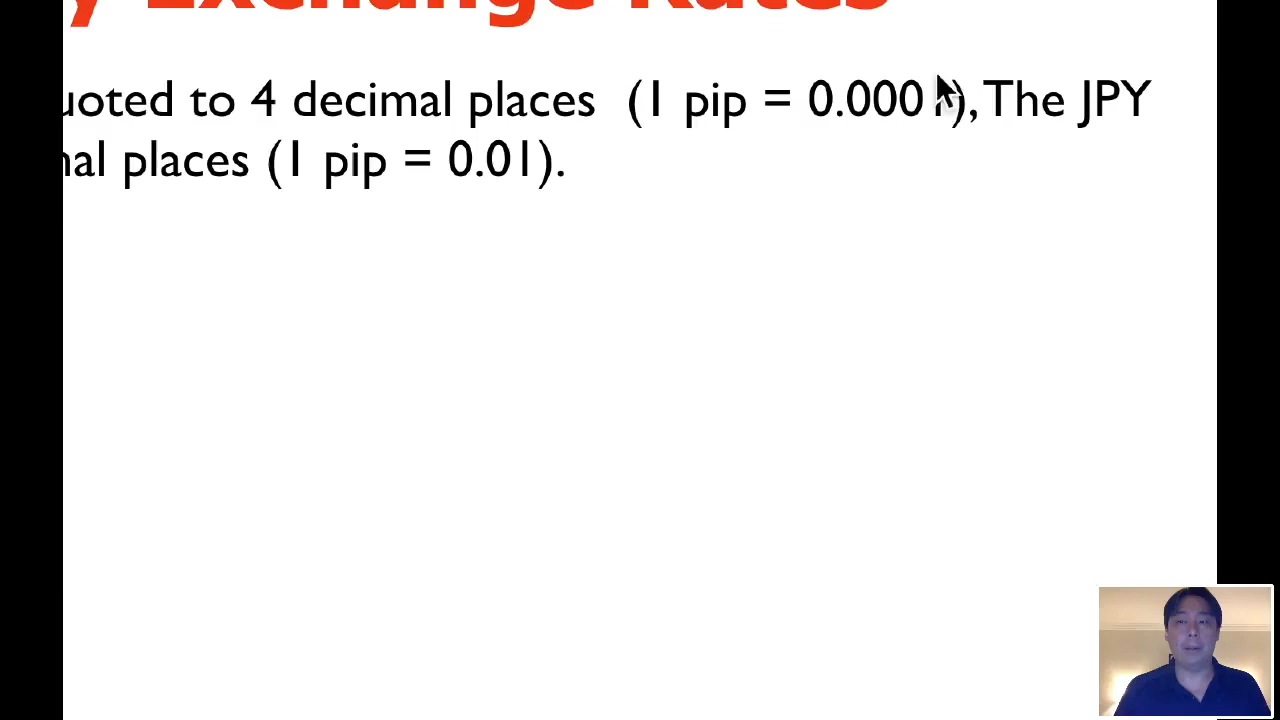 y Exchange Rates
uoted to 4 decimal places (1 pip = 0.0001), The JPY
nal places (1 pip = 0.01).